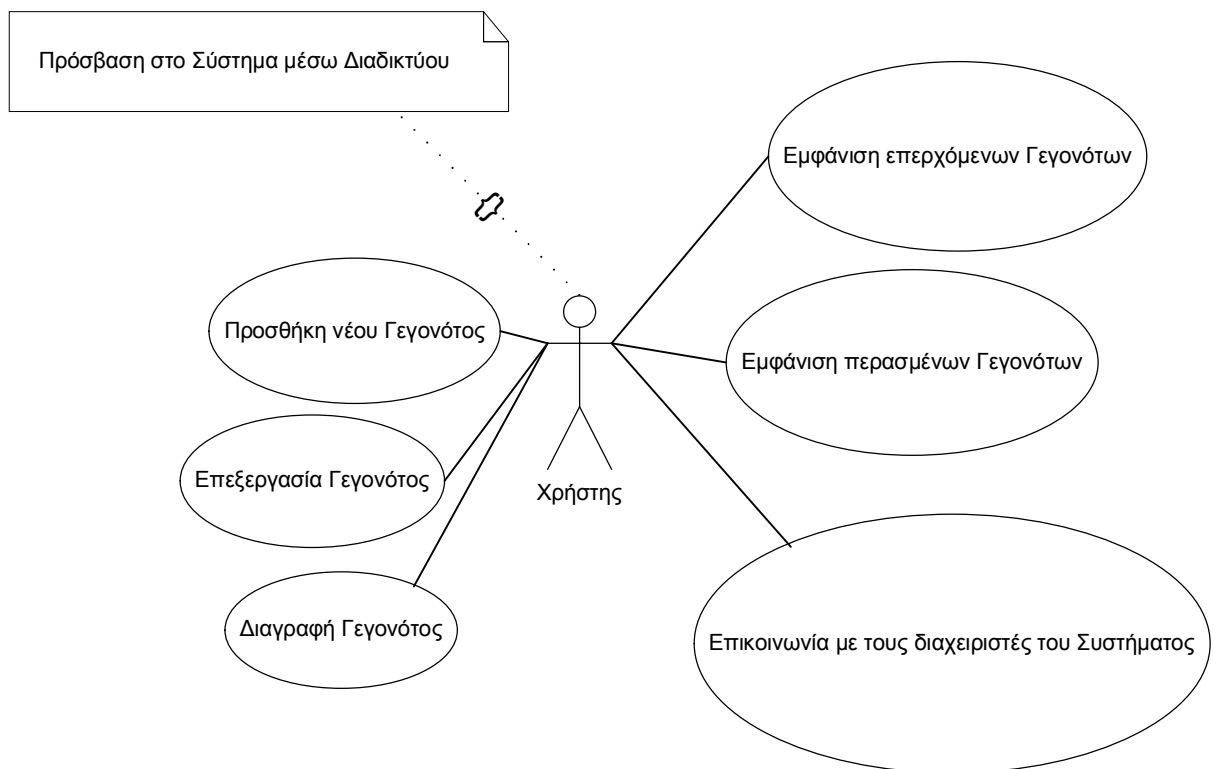 Πρόσβαση στο Σύστημα μέσω Διαδικτύου
Εμφάνιση επερχόμενων Γεγονότων
Προσθήκη νέου Γεγονότος
Εμφάνιση περασμένων Γεγονότων
Επεξεργασία Γεγονότος
Χρήστης
Διαγραφή Γεγονότος
Επικοινωνία με τους διαχειριστές του Συστήματος